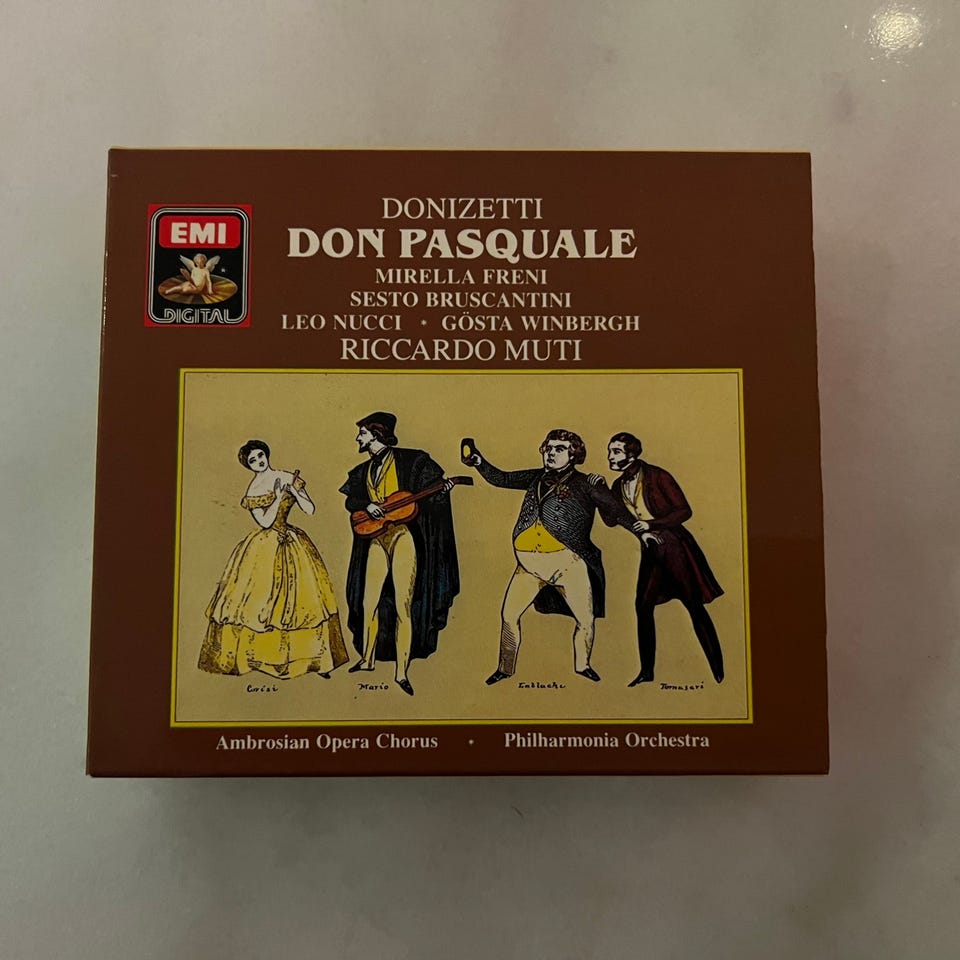 EMI
DIGITAL
DONIZETTI
DON PASQUALE
MIRELLA FRENI
SESTO BRUSCANTINI
LEO NUCCI * GÖSTA WINBERGH
RICCARDO MUTI
Grisi Mario Lablache Tamburini
Ambrosian Opera Chorus * Philharmonia Orchestra